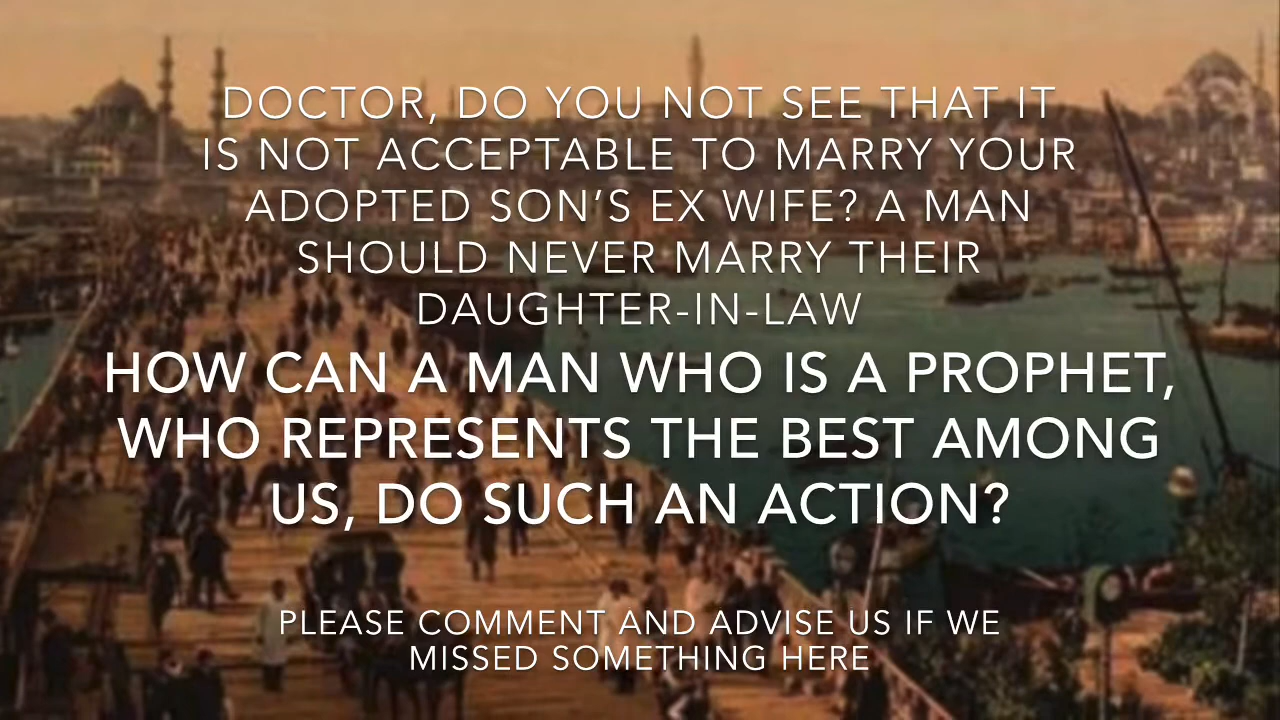 DOCTOR, DO YOU NOT SEE THAT IT
IS NOT ACCEPTABLE TO MARRY YOUR
ADOPTED SON’S EX WIFE? A MAN
SHOULD NEVER MARRY THEIR
DAUGHTER-IN-LAW
HOW CAN A MAN WHO IS A PROPHET,
WHO REPRESENTS THE BEST AMONG
US, DO SUCH AN ACTION?
PLEASE COMMENT AND ADVISE US IF WE
MISSED SOMETHING HERE